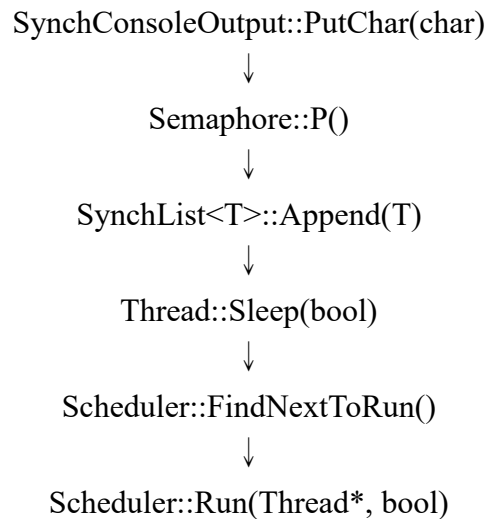 SynchConsoleOutput::PutChar(char)
↓
Semaphore::P()
↓
SynchList<T>::Append(T)
↓
Thread::Sleep(bool)
↓
Scheduler::FindNextToRun()
↓
Scheduler::Run(Thread*, bool)